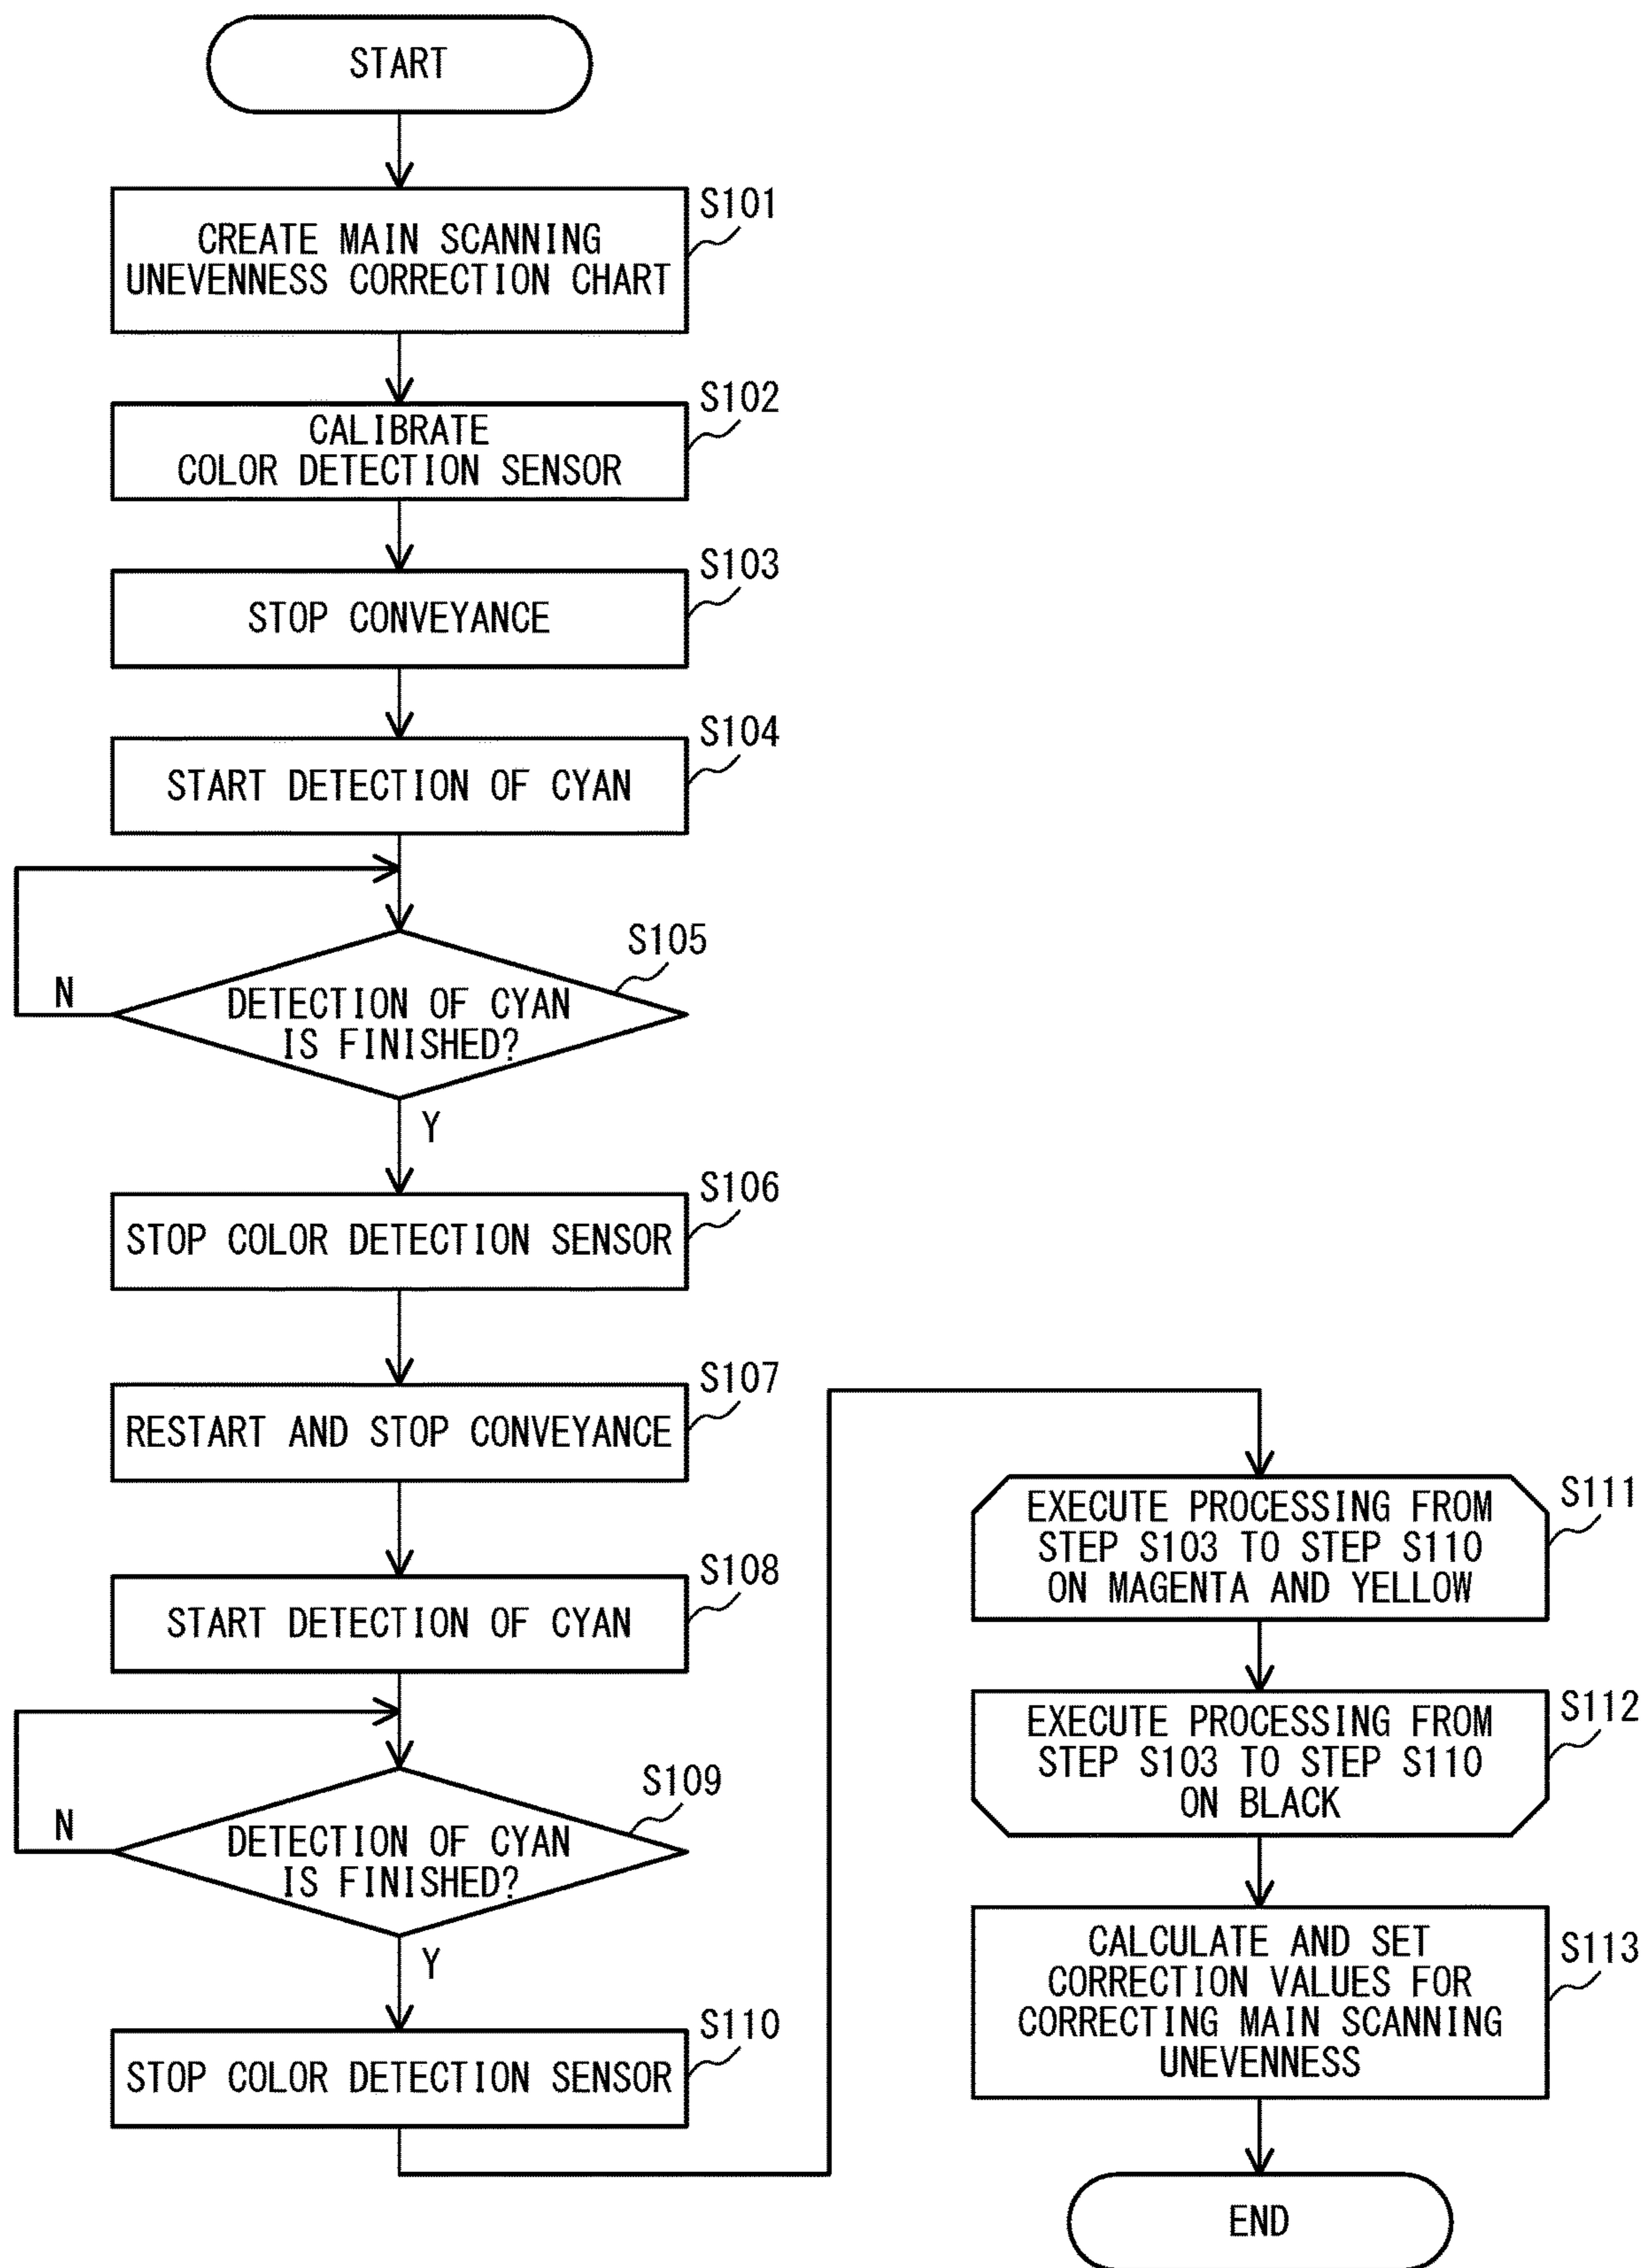 START
S101
CREATE MAIN SCANNING
UNEVENNESS CORRECTION CHART
S102
CALIBRATE
COLOR DETECTION SENSOR
S103
STOP CONVEYANCE
S104
START DETECTION OF CYAN
S105
N
DETECTION OF CYAN
IS FINISHED?
Y
S106
STOP COLOR DETECTION SENSOR
S107
RESTART AND STOP CONVEYANCE
S108
START DETECTION OF CYAN
S109
N
DETECTION OF CYAN
IS FINISHED?
Y
S110
STOP COLOR DETECTION SENSOR
S111
EXECUTE PROCESSING FROM
STEP S103 TO STEP S110
ON MAGENTA AND YELLOW
S112
EXECUTE PROCESSING FROM
STEP S103 TO STEP S110
ON BLACK
S113
CALCULATE AND SET
CORRECTION VALUES FOR
CORRECTING MAIN SCANNING
UNEVENNESS
END